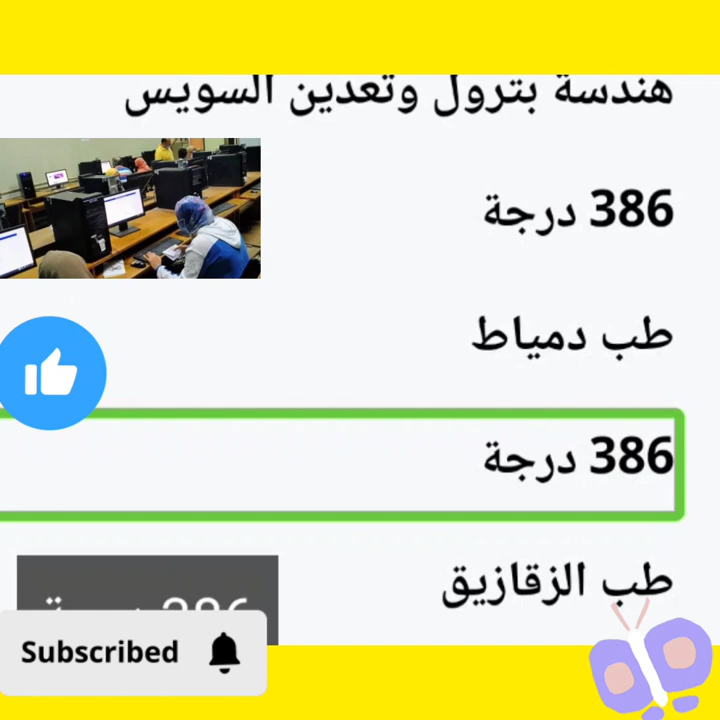 هندسة بترول وتعدين السويس
386 درجة
طب دمياط
386 درجة
طب الزقازيق
Subscribed